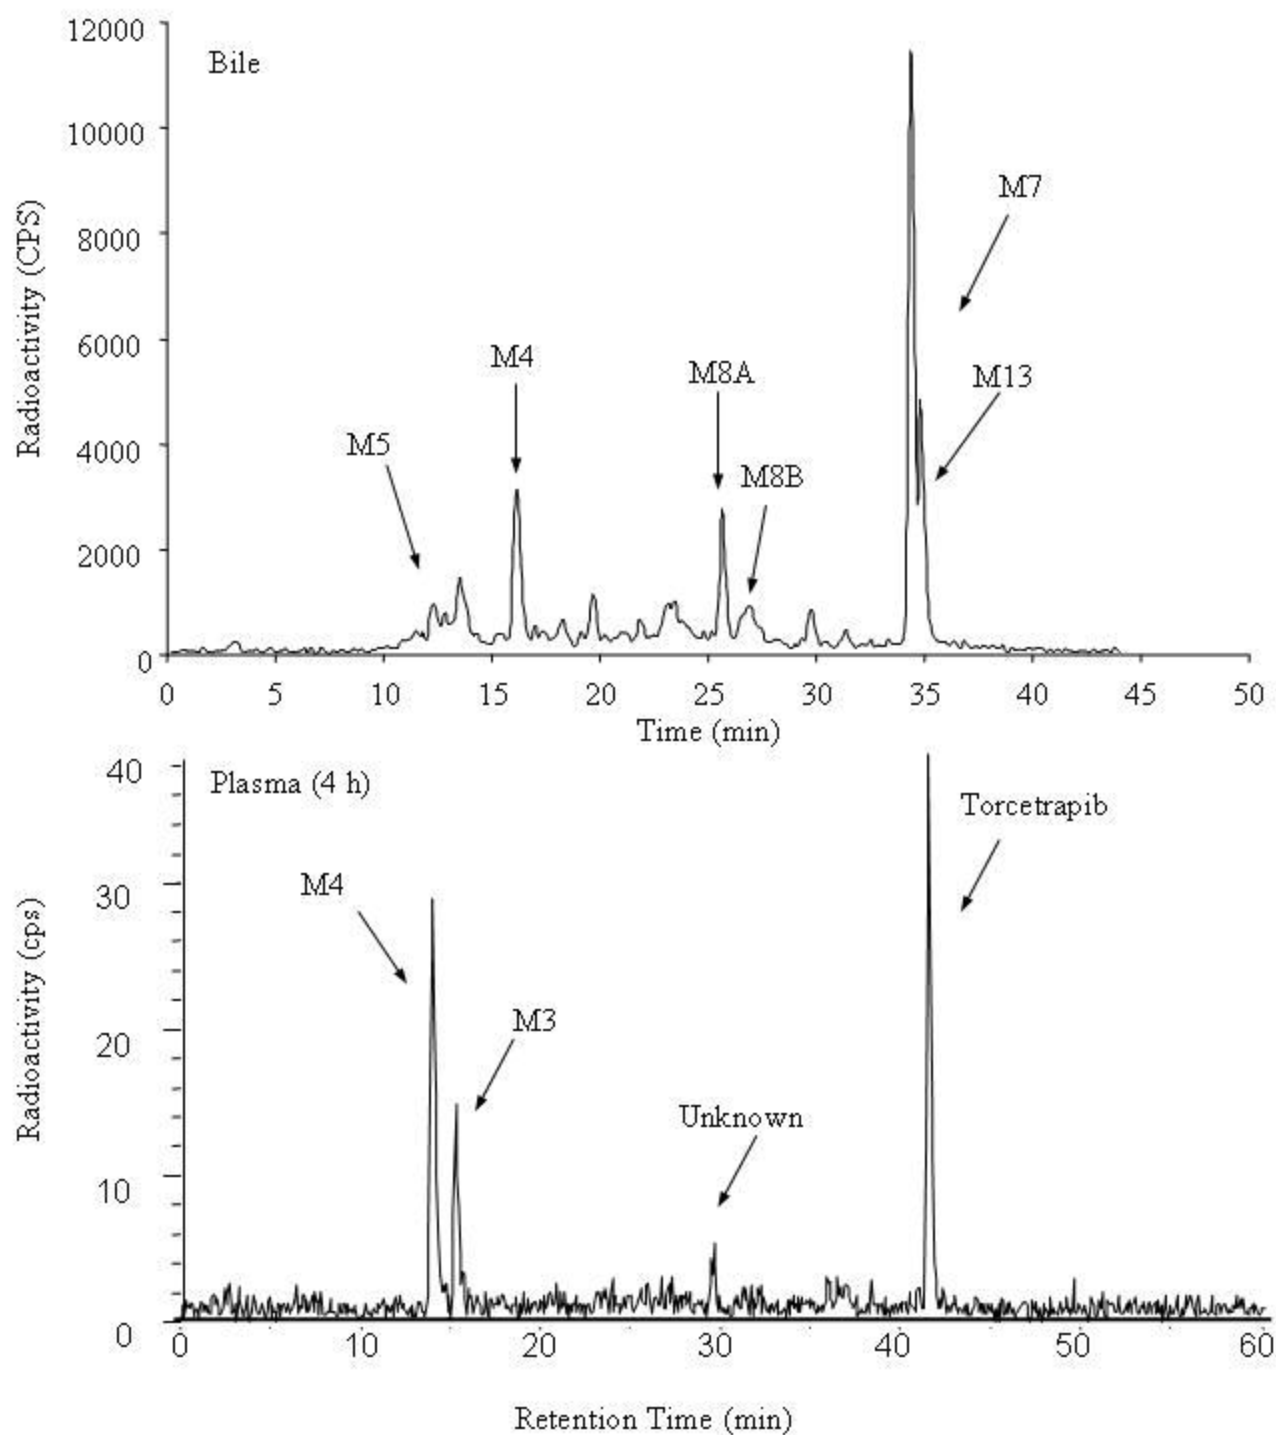 12000
Bile
10000
M7
8000
Radioactivity (CPS)
6000
M4
M8A
M13
M5
4000
M8B
2000
0
0 5 10 15 20 25 30 35 40 45 50
Time (min)
40
Plasma (4 h)
Torcetrapib
30
M4
Radioactivity (cps)
20
M3
Unknown
10
0
0 10 20 30 40 50 60
Retention Time (min)